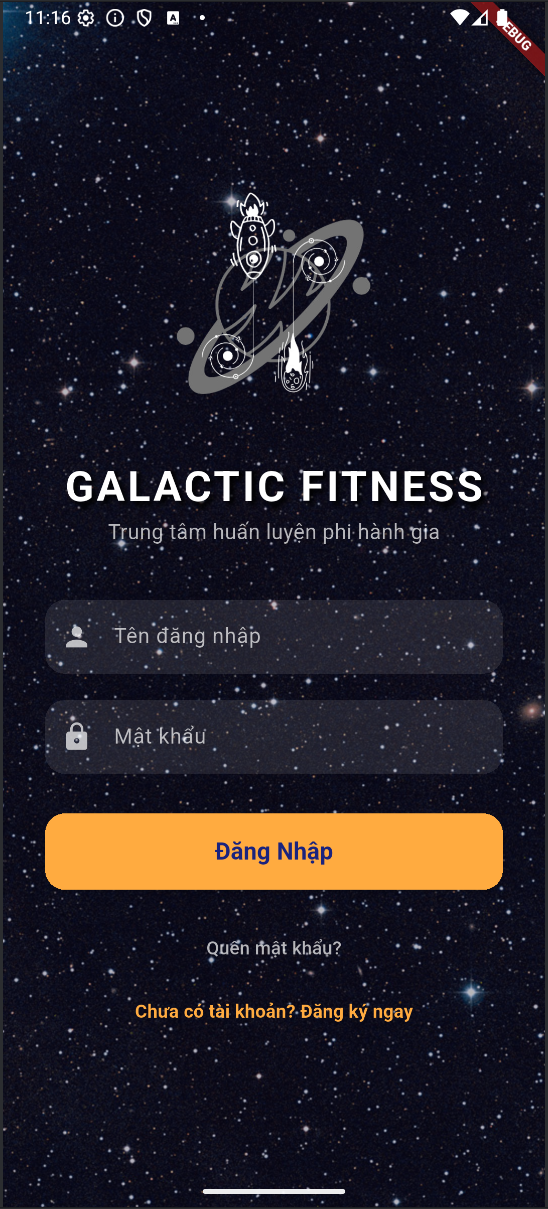 11:16
DEBUG
GALACTIC FITNESS
Trung tâm huấn luyện phi hành gia
Tên đăng nhập
Mật khẩu
Đăng Nhập
Quên mật khẩu?
Chưa có tài khoản? Đăng ký ngay